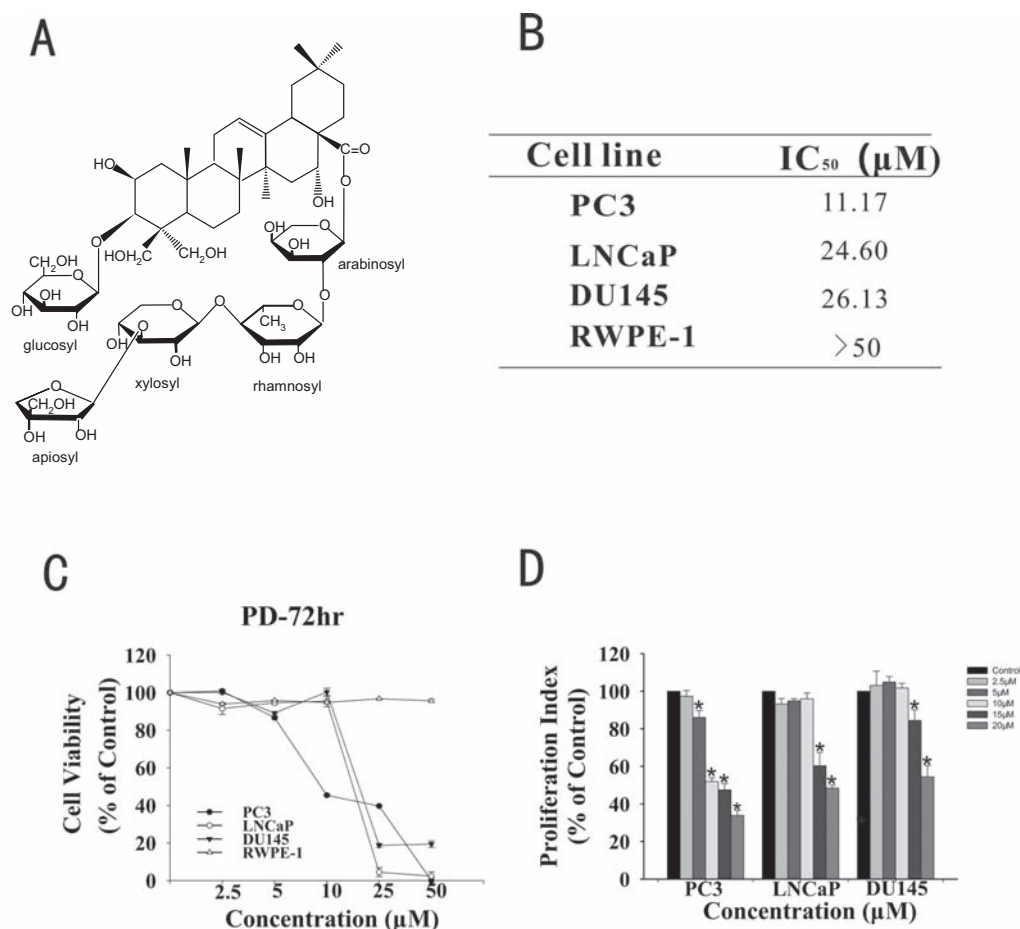 A
HO
HOH₂C
CH₂OH
O
C=O
O
OH
OH
OH
O
O
arabinosyl
CH₂OH
O
OH
HO
OH
OH
glucosyl
O
O
OH
OH
OH
xylosyl
O
O
CH₃
OH
OH
rhamnosyl
O
O
CH₂OH
OH
OH
apiosyl
B
Cell line IC₅₀ (μM)
PC3 11.17
LNCaP 24.60
DU145 26.13
RWPE-1 >50
C
PD-72hr
Cell Viability
(% of Control)
120
100
80
60
40
20
0
PC3
LNCaP
DU145
RWPE-1
2.5 5 10 25 50
Concentration (μM)
D
Proliferation Index
(% of Control)
120
100
80
60
40
20
0
* * * *
* *
* *
PC3 LNCaP DU145
Concentration (μM)
Control
2.5μM
5μM
10μM
15μM
20μM